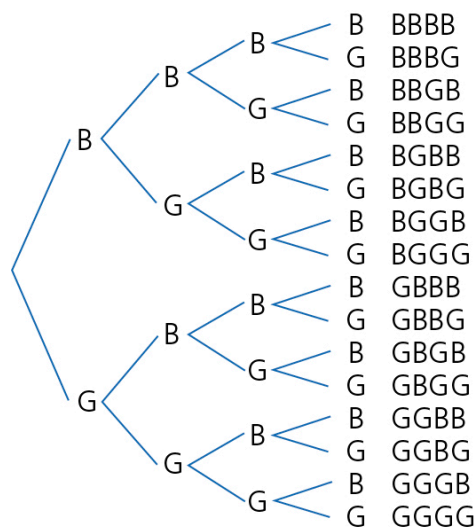 B B B B BBBB
G BBBG
G B BBGB
G BBGG
G B B BGBB
G BGBG
G B BGGB
G BGGG
G B B B GBBB
G GBBG
G B GBGB
G GBGG
G B B GGBB
G GGBG
G B GGGB
G GGGG